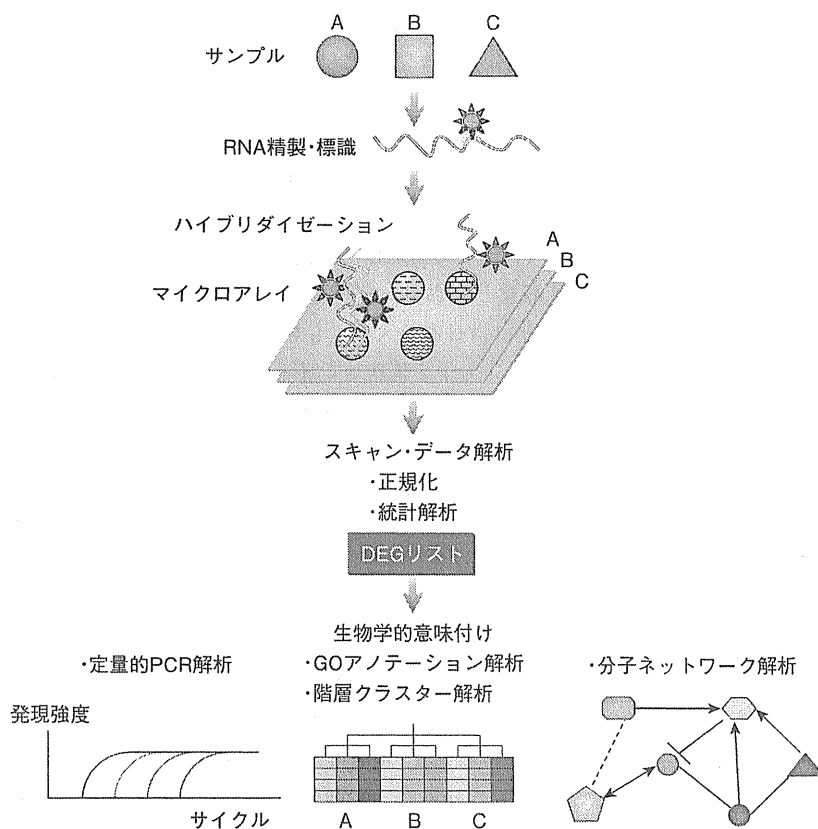 A B C
サンプル
RNA精製・標識
ハイブリダイゼーション
A
B
C
マイクロアレイ
スキャン・データ解析
・正規化
・統計解析
DEGリスト
生物学的意味付け
・定量的PCR解析
・GOアノテーション解析
・分子ネットワーク解析
・階層クラスター解析
発現強度
サイクル
A B C